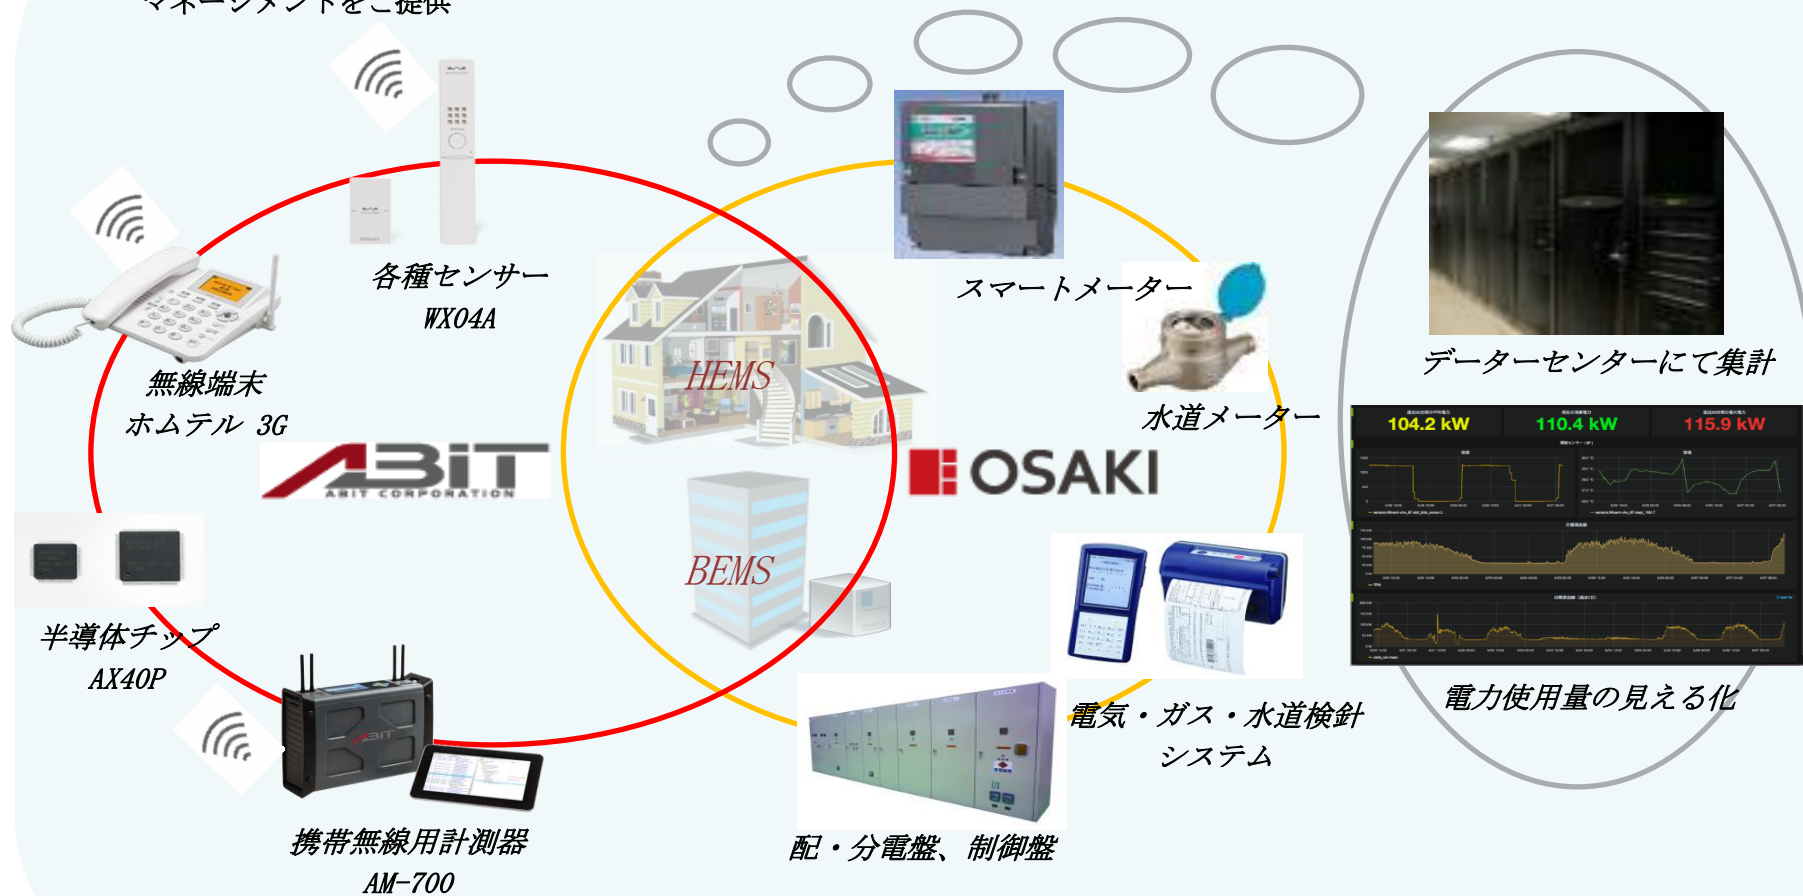 マネージメントをご提供
各種センサー
WX04A
スマートメーター
無線端末
ホムテル 3G
HEMS
水道メーター
データーセンターにて集計
ABiT
ABIT CORPORATION
OSAKI
104.2 kW
110.4 kW
115.9 kW
半導体チップ
AX40P
BEMS
電力使用量の見える化
電気・ガス・水道検針
システム
ABiT
携帯無線用計測器
AM-700
配・分電盤、制御盤